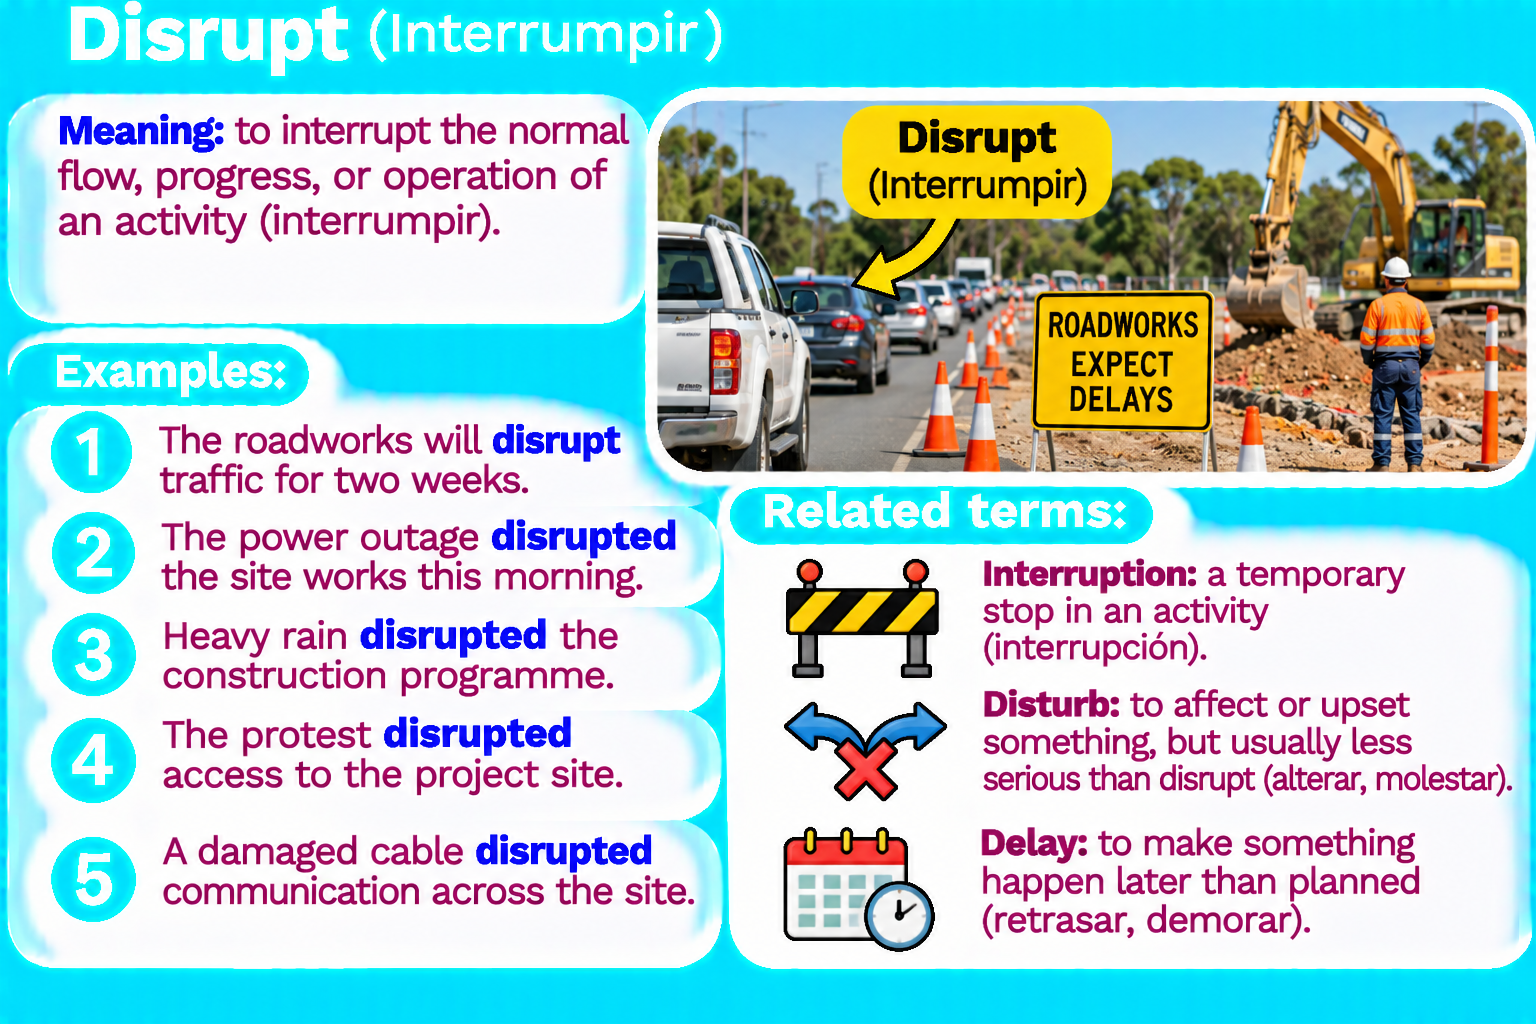 Disrupt (Interrumpir)
Meaning: to interrupt the normal
flow, progress, or operation of
an activity (interrumpir).
Disrupt
(Interrumpir)
ROADWORKS
EXPECT
DELAYS
Examples:
1
The roadworks will disrupt
traffic for two weeks.
2
The power outage disrupted
the site works this morning.
3
Heavy rain disrupted the
construction programme.
4
The protest disrupted
access to the project site.
5
A damaged cable disrupted
communication across the site.
Related terms:
Interruption: a temporary
stop in an activity
(interrupción).
Disturb: to affect or upset
something, but usually less
serious than disrupt (alterar, molestar).
Delay: to make something
happen later than planned
(retrasar, demorar).